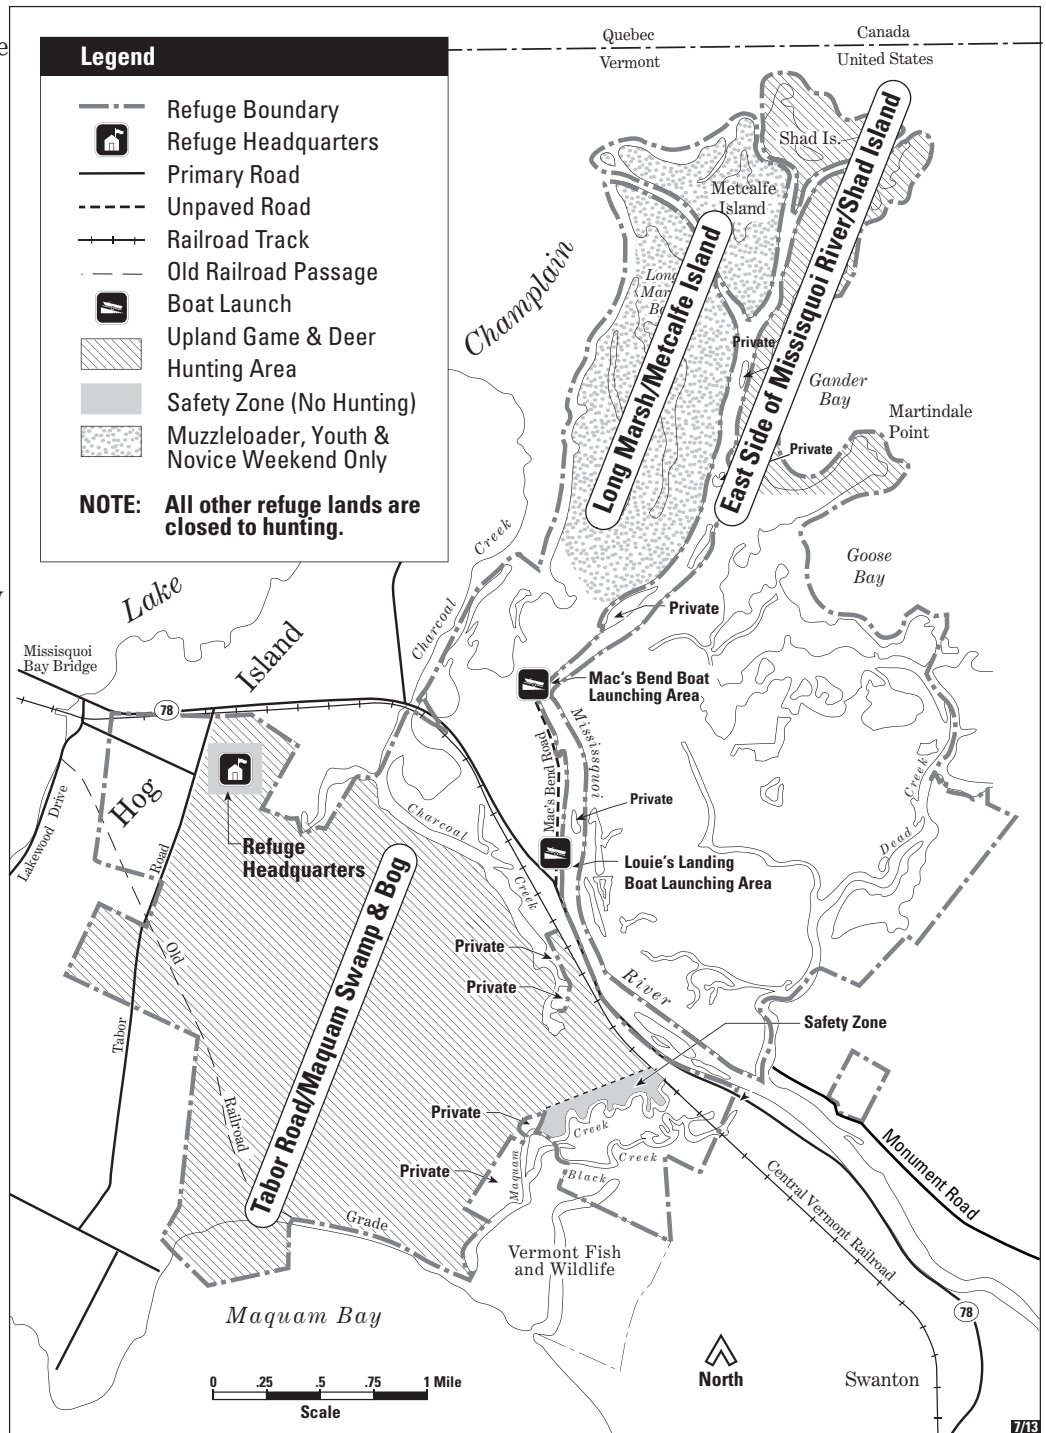 e
y
Legend
Refuge Boundary
Refuge Headquarters
Primary Road
Unpaved Road
Railroad Track
Old Railroad Passage
Boat Launch
Upland Game & Deer
Hunting Area
Safety Zone (No Hunting)
Muzzleloader, Youth &
Novice Weekend Only
NOTE: All other refuge lands are
closed to hunting.
Quebec
Canada
Vermont
United States
Shad Is.
Metcalfe
Island
Long
Mar
B
Long Marsh/Metcalfe Island
East Side of Missisquoi River/Shad Island
Champlain
Private
Gander
Bay
Martindale
Point
Private
Creek
Goose
Bay
Lake
Private
Charcoal
Missisquoi
Bay Bridge
Island
Mac's Bend Boat
Launching Area
78
Mississquoi
Mac's Bend Road
Hog
Lakewood Drive
Private
Creek
Dead
Charcoal
Creek
Refuge
Headquarters
Road
Louie's Landing
Boat Launching Area
Tabor Road/Maquam Swamp & Bog
Old
Private
Private
River
Safety Zone
Tabor
Railroad
Private
Creek
Creek
Black
Maquam
Private
Monument Road
Central Vermont Railroad
Grade
Vermont Fish
and Wildlife
Maquam Bay
78
North
Swanton
0 .25 .5 .75 1 Mile
Scale
7/13